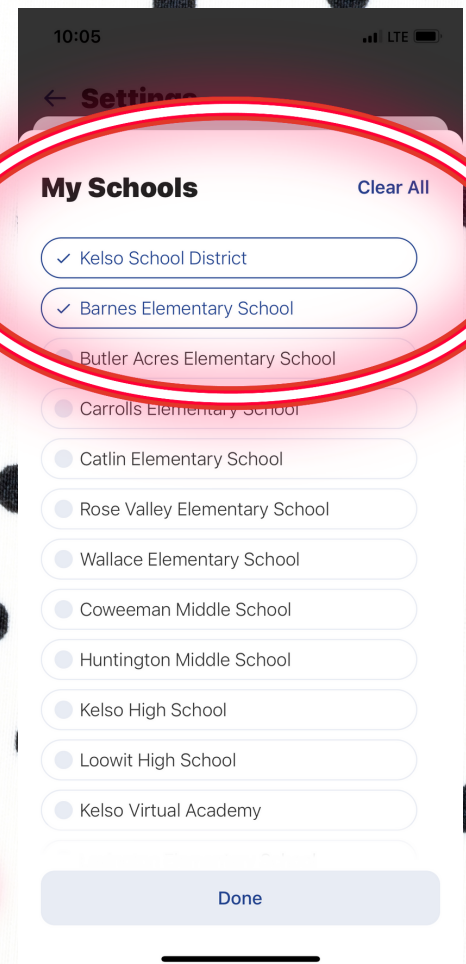 10:05
LTE
← Settings
My Schools
Clear All
Kelso School District
Barnes Elementary School
Butler Acres Elementary School
Carrolls Elementary School
Catlin Elementary School
Rose Valley Elementary School
Wallace Elementary School
Coweeman Middle School
Huntington Middle School
Kelso High School
Loowit High School
Kelso Virtual Academy
Done